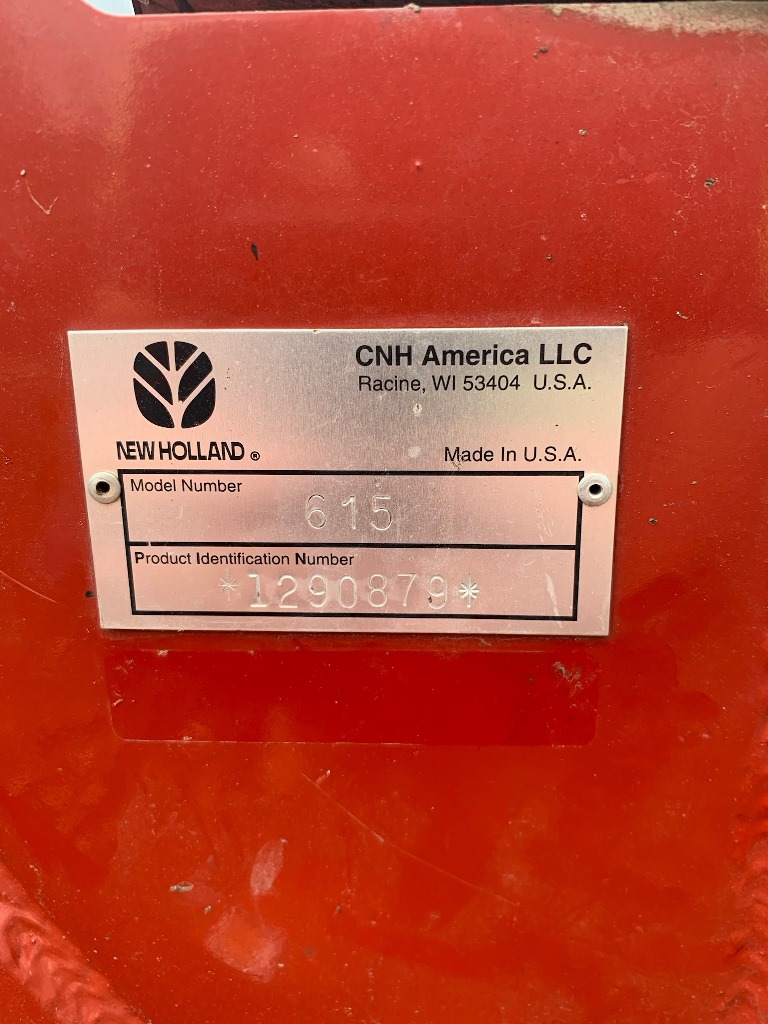 CNH America LLC
Racine, WI 53404 U.S.A.
NEW HOLLAND ®
Made In U.S.A.
Model Number
615
Product Identification Number
*1290879*